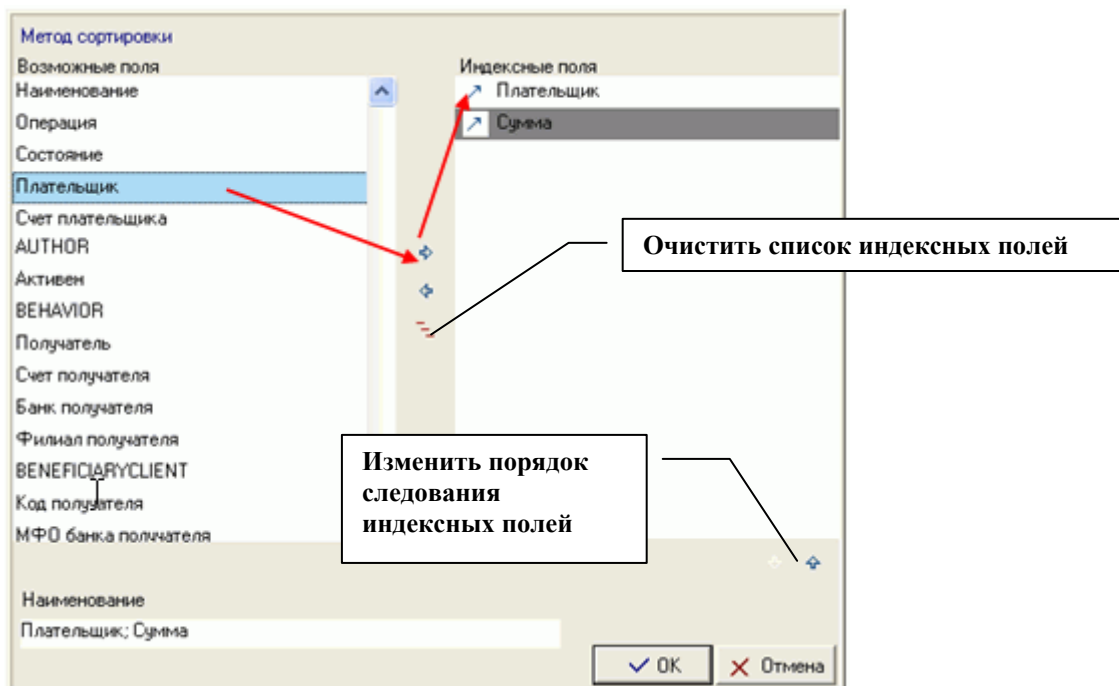 Метод сортировки
Возможные поля
Наименование
Операция
Состояние
Плательщик
Счет плательщика
AUTHOR
Активен
BEHAVIOR
Получатель
Счет получателя
Банк получателя
Филиал получателя
BENEFICIARYCLIENT
Код получателя
МФО банка получателя
Индексные поля
Плательщик
Сумма
Очистить список индексных полей
Изменить порядок
следования
индексных полей
Наименование
Плательщик; Сумма
OK
Отмена